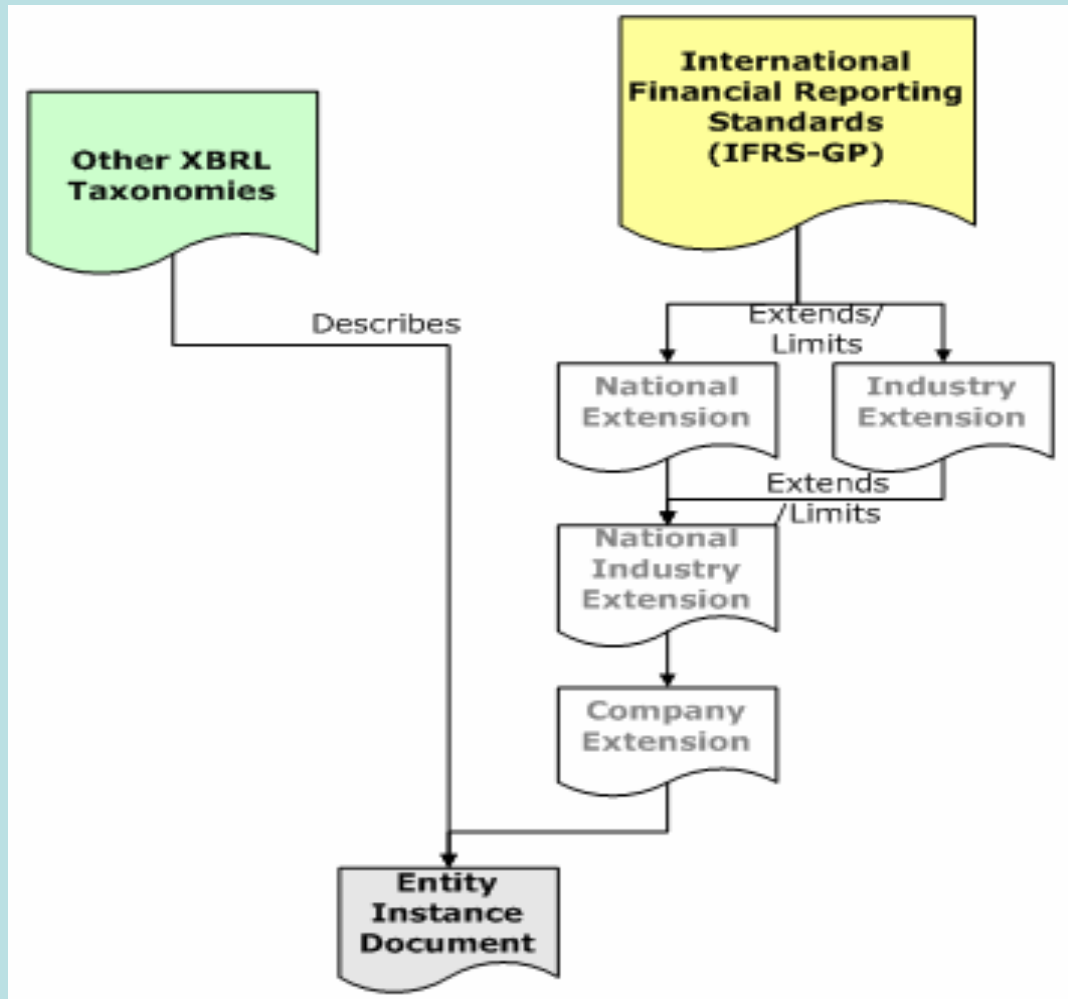 International
Financial Reporting
Standards
(IFRS-GP)
Other XBRL
Taxonomies
Describes
Extends/
Limits
National
Extension
Industry
Extension
Extends
/Limits
National
Industry
Extension
Company
Extension
Entity
Instance
Document